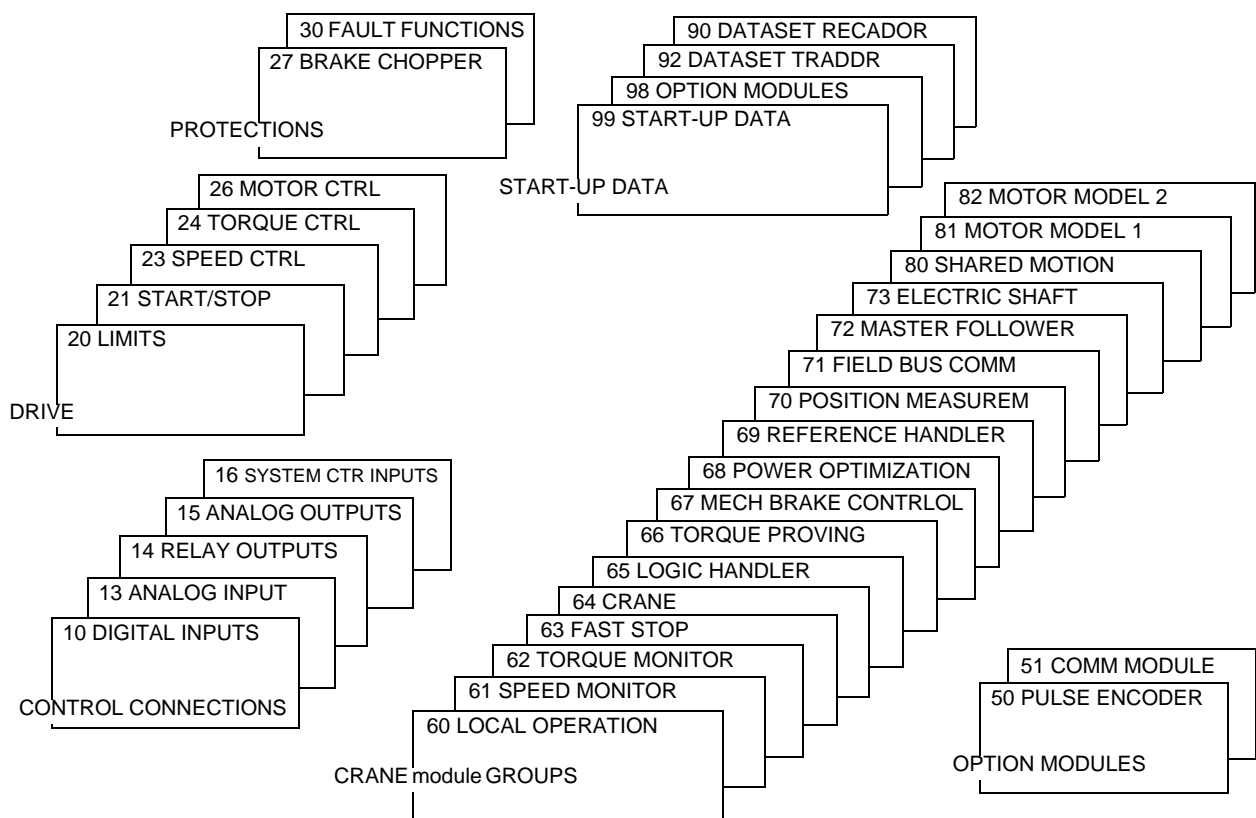 30 FAULT FUNCTIONS
27 BRAKE CHOPPER
PROTECTIONS
90 DATASET RECADOR
92 DATASET TRADDR
98 OPTION MODULES
99 START-UP DATA
START-UP DATA
26 MOTOR CTRL
24 TORQUE CTRL
23 SPEED CTRL
21 START/STOP
20 LIMITS
DRIVE
82 MOTOR MODEL 2
81 MOTOR MODEL 1
80 SHARED MOTION
73 ELECTRIC SHAFT
72 MASTER FOLLOWER
71 FIELD BUS COMM
70 POSITION MEASUREM
69 REFERENCE HANDLER
68 POWER OPTIMIZATION
67 MECH BRAKE CONTRLOL
66 TORQUE PROVING
65 LOGIC HANDLER
64 CRANE
63 FAST STOP
62 TORQUE MONITOR
61 SPEED MONITOR
60 LOCAL OPERATION
CRANE module GROUPS
16 SYSTEM CTR INPUTS
15 ANALOG OUTPUTS
14 RELAY OUTPUTS
13 ANALOG INPUT
10 DIGITAL INPUTS
CONTROL CONNECTIONS
51 COMM MODULE
50 PULSE ENCODER
OPTION MODULES